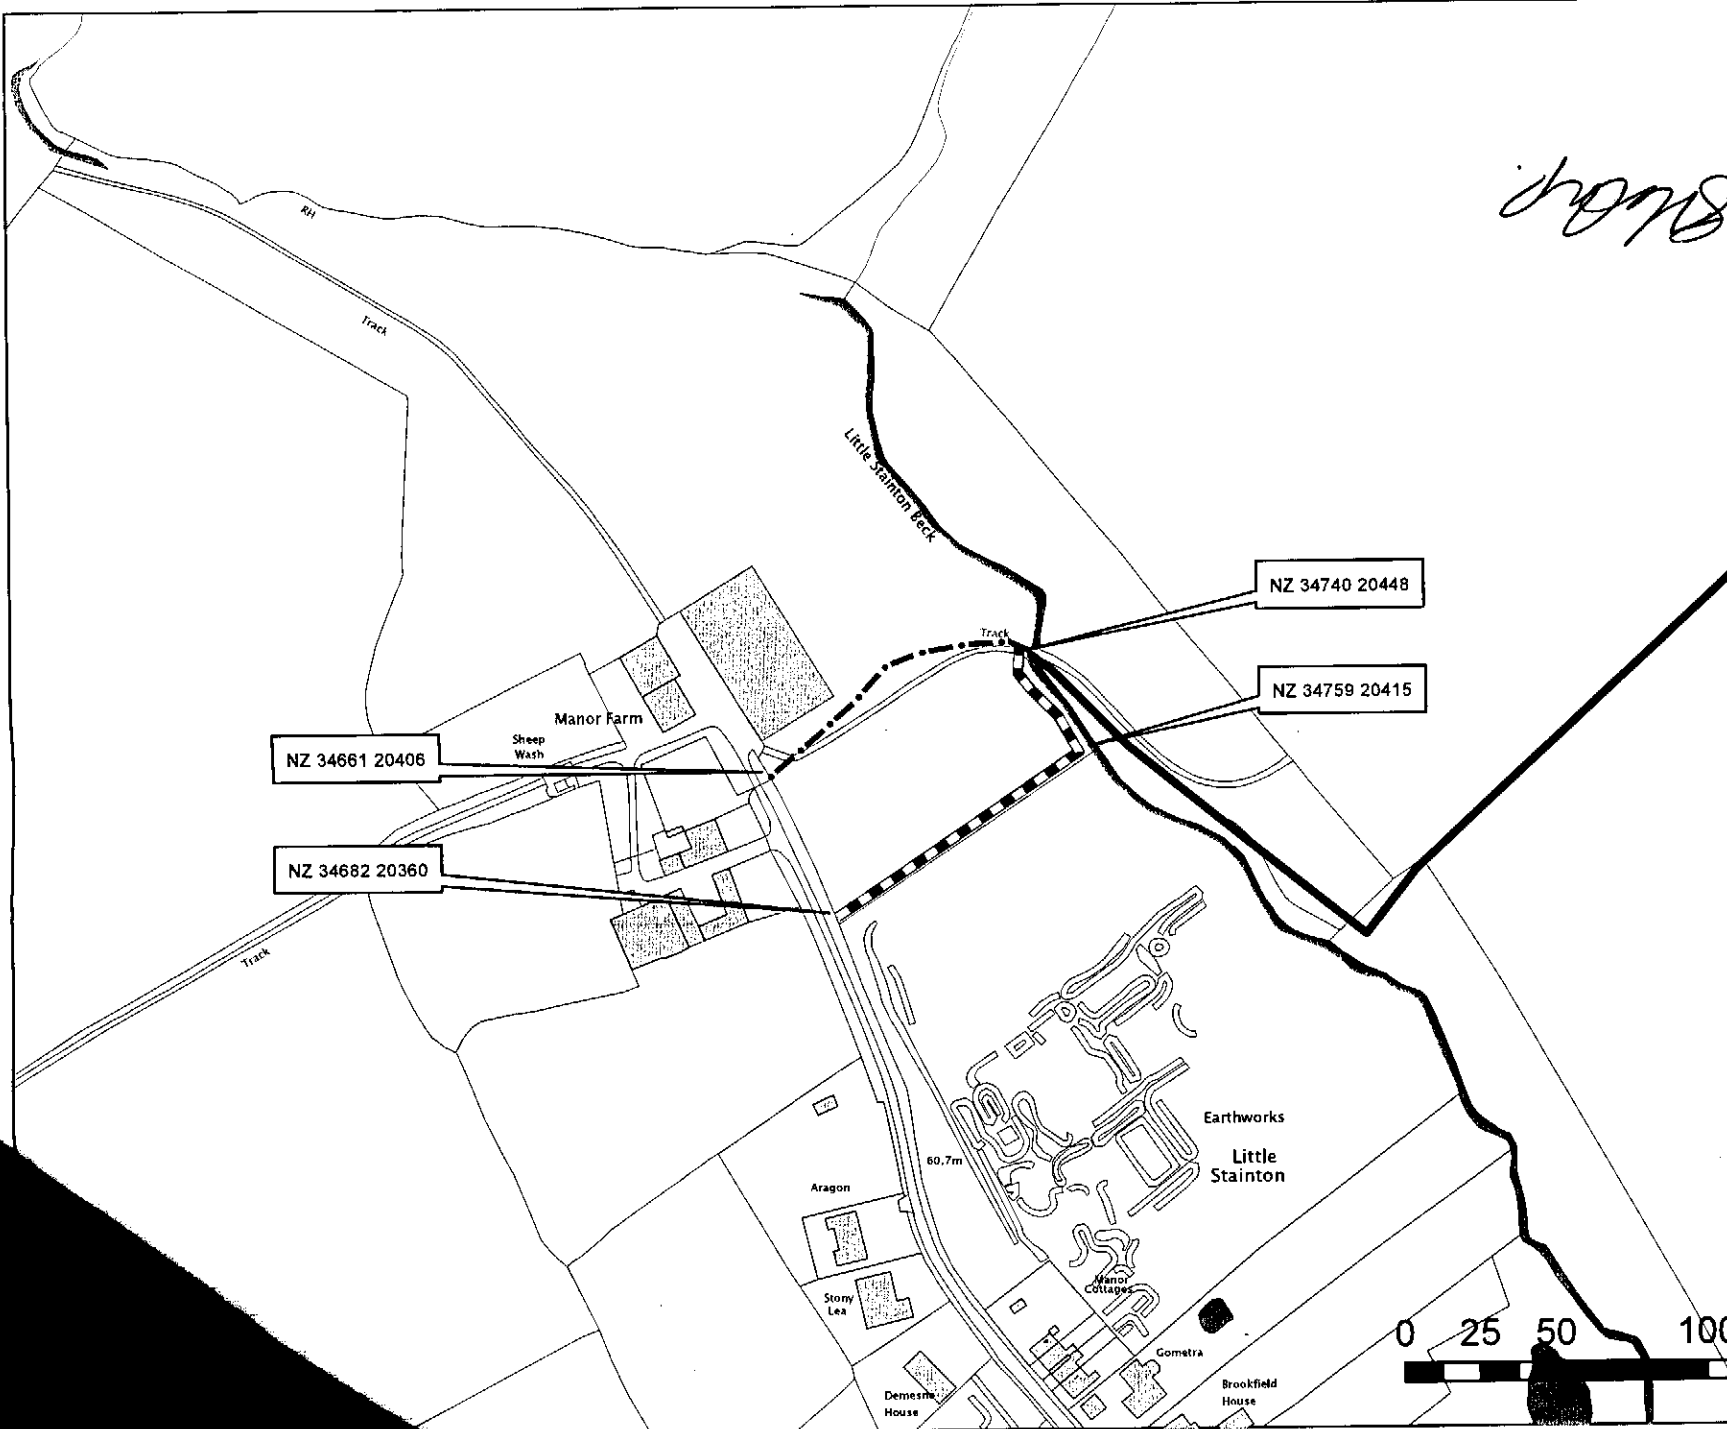 RH
Track
Little Stainton Beck
NZ 34740 20448
Track
NZ 34759 20415
Manor Farm
Sheep
Wash
NZ 34661 20406
NZ 34682 20360
Track
Earthworks
Little
Stainton
60.7m
Aragon
Stony
Lea
Manor
Cottages
Gometra
Demesne
House
Brookfield
House
0 25 50 100